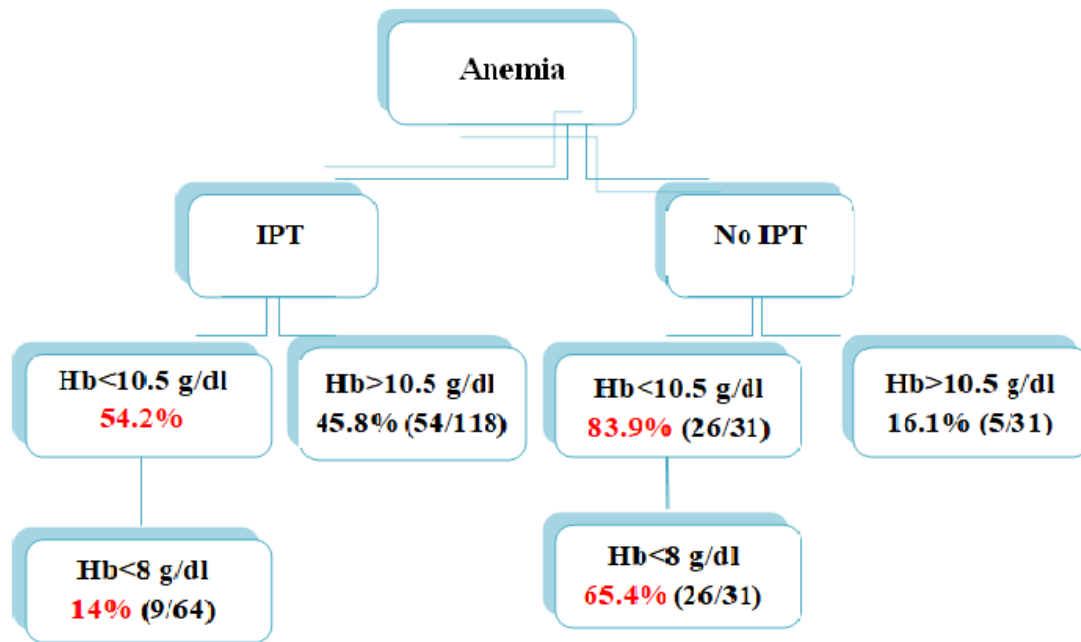 Anemia
IPT
No IPT
Hb<10.5 g/dl
54.2%
Hb>10.5 g/dl
45.8% (54/118)
Hb<10.5 g/dl
83.9% (26/31)
Hb>10.5 g/dl
16.1% (5/31)
Hb<8 g/dl
14% (9/64)
Hb<8 g/dl
65.4% (26/31)